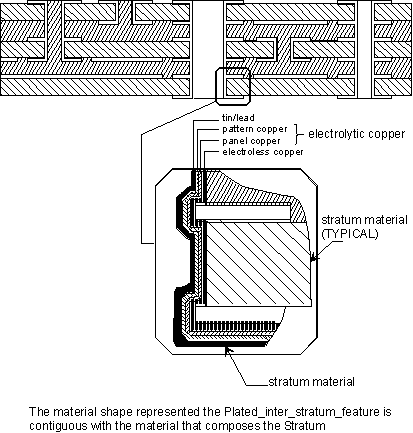 tin/lead
pattern copper
electrolytic copper
panel copper
electroless copper
stratum material
(TYPICAL)
stratum material
The material shape represented the Plated_inter_stratum_feature is
contiguous with the material that composes the Stratum